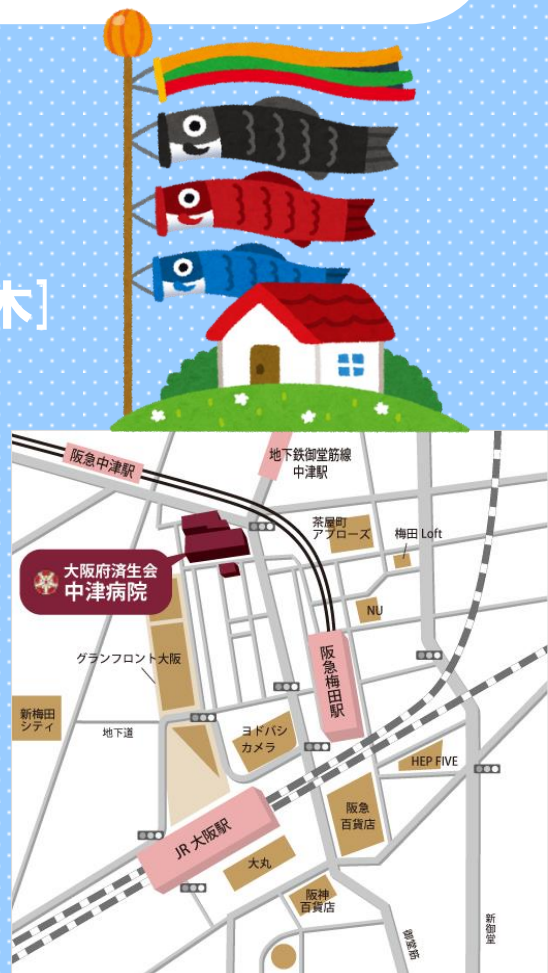 木]
阪急中津駅
地下鉄御堂筋線
中津駅
茶屋町
アプローズ
梅田 Loft
大阪府済生会
中津病院
NU
グランフロント大阪
阪急梅田駅
新梅田
シティ
地下道
ヨドバシ
カメラ
HEP FIVE
阪急
百貨店
JR 大阪駅
大丸
阪神
百貨店
御堂筋
新御堂